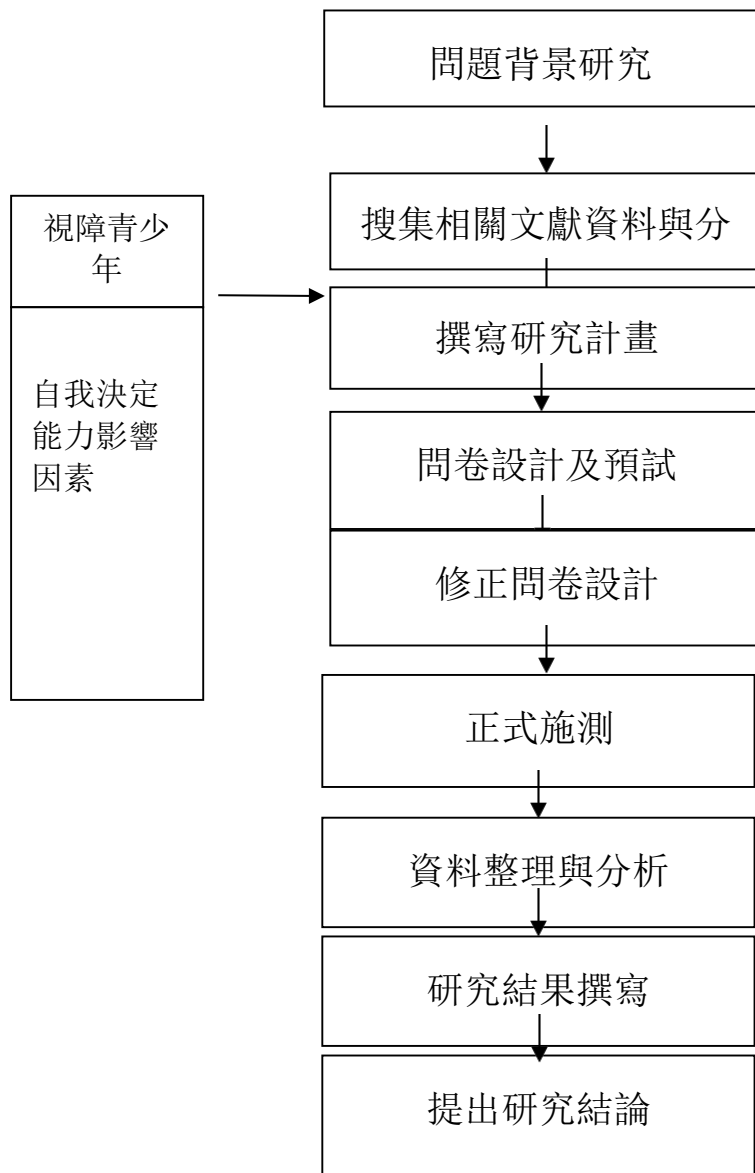 問題背景研究
搜集相關文獻資料與分
視障青少
年
自我決定
能力影響
因素
撰寫研究計畫
問卷設計及預試
修正問卷設計
正式施測
資料整理與分析
研究結果撰寫
提出研究結論